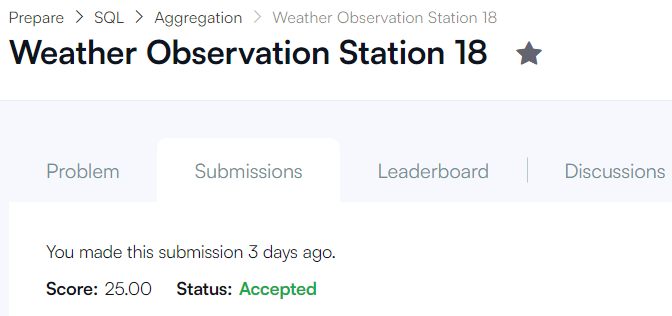 Prepare > SQL > Aggregation > Weather Observation Station 18
Weather Observation Station 18
Problem Submissions Leaderboard Discussions
You made this submission 3 days ago.
Score: 25.00 Status: Accepted